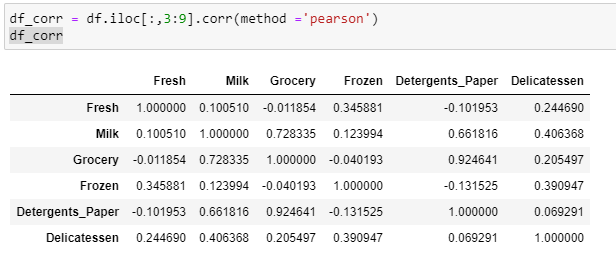 df_corr = df.iloc[:,3:9].corr(method ='pearson')
df_corr
Fresh Milk Grocery Frozen Detergents_Paper Delicatessen
Fresh 1.000000 0.100510 -0.011854 0.345881 -0.101953 0.244690
Milk 0.100510 1.000000 0.728335 0.123994 0.661816 0.406368
Grocery -0.011854 0.728335 1.000000 -0.040193 0.924641 0.205497
Frozen 0.345881 0.123994 -0.040193 1.000000 -0.131525 0.390947
Detergents_Paper -0.101953 0.661816 0.924641 -0.131525 1.000000 0.069291
Delicatessen 0.244690 0.406368 0.205497 0.390947 0.069291 1.000000